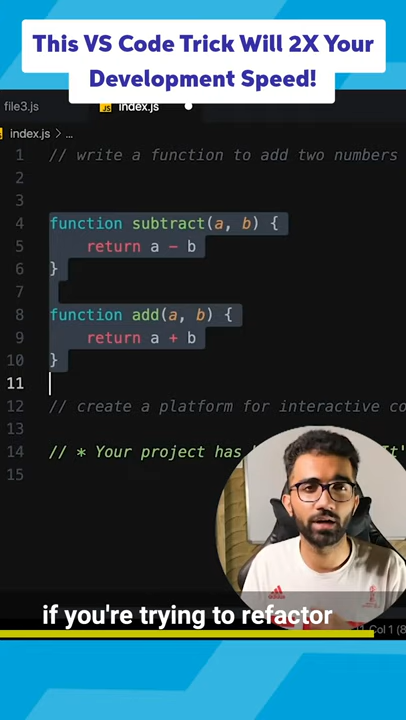 This VS Code Trick Will 2X Your
Development Speed!
file3.js
JS index.js
index.js > ...
1 // write a function to add two numbers
2
3
4 function subtract(a, b) {
5 return a - b
6 }
7
8 function add(a, b) {
9 return a + b
10 }
11
12 // create a platform for interactive co
13
14 // * Your project has
15
adidas
if you're trying to refactor
Col 1 (8